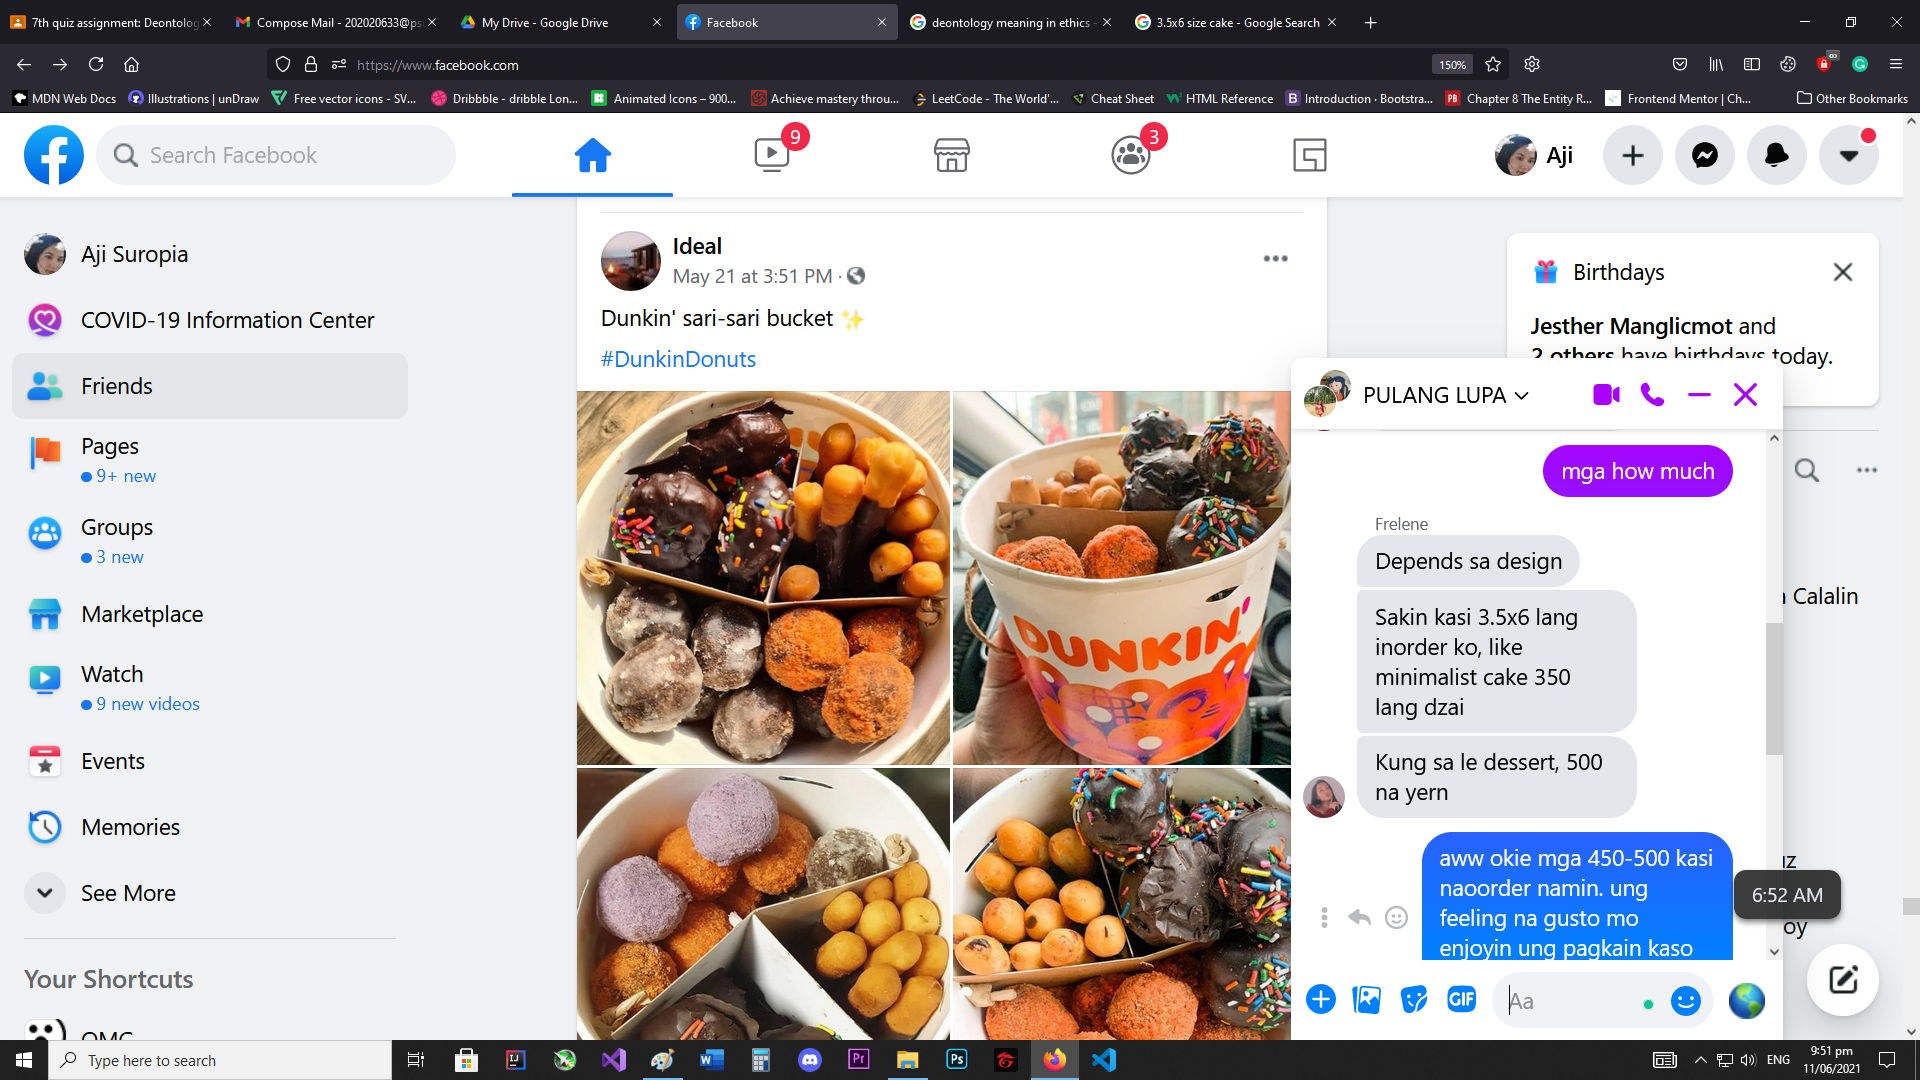 7th quiz assignment: Deontolog
Compose Mail - 202020633@ps
My Drive - Google Drive
Facebook
deontology meaning in ethics -
3.5x6 size cake - Google Search
https://www.facebook.com
150%
MDN Web Docs
Illustrations | unDraw
Free vector icons - SV...
Dribbble - dribble Lon...
Animated Icons – 900...
Achieve mastery throu...
LeetCode - The World'...
Cheat Sheet
HTML Reference
Introduction · Bootstra...
Chapter 8 The Entity R...
Frontend Mentor | Ch...
Other Bookmarks
Search Facebook
9
3
Aji
Aji Suropia
COVID-19 Information Center
Friends
Pages
9+ new
Groups
3 new
Marketplace
Watch
9 new videos
Events
Memories
See More
Your Shortcuts
Ideal
May 21 at 3:51 PM ·
Dunkin' sari-sari bucket ✨
#DunkinDonuts
DUNKIN'
Birthdays
Jesther Manglicmot and
2 others have birthdays today.
Calalin
PULANG LUPA
mga how much
Frelene
Depends sa design
Sakin kasi 3.5x6 lang
inorder ko, like
minimalist cake 350
lang dzai
Kung sa le dessert, 500
na yern
aww okie mga 450-500 kasi
naoorder namin. ung
feeling na gusto mo
enjoyin ung pagkain kaso
6:52 AM
GIF
Aa
Type here to search
ENG
9:51 pm
11/06/2021